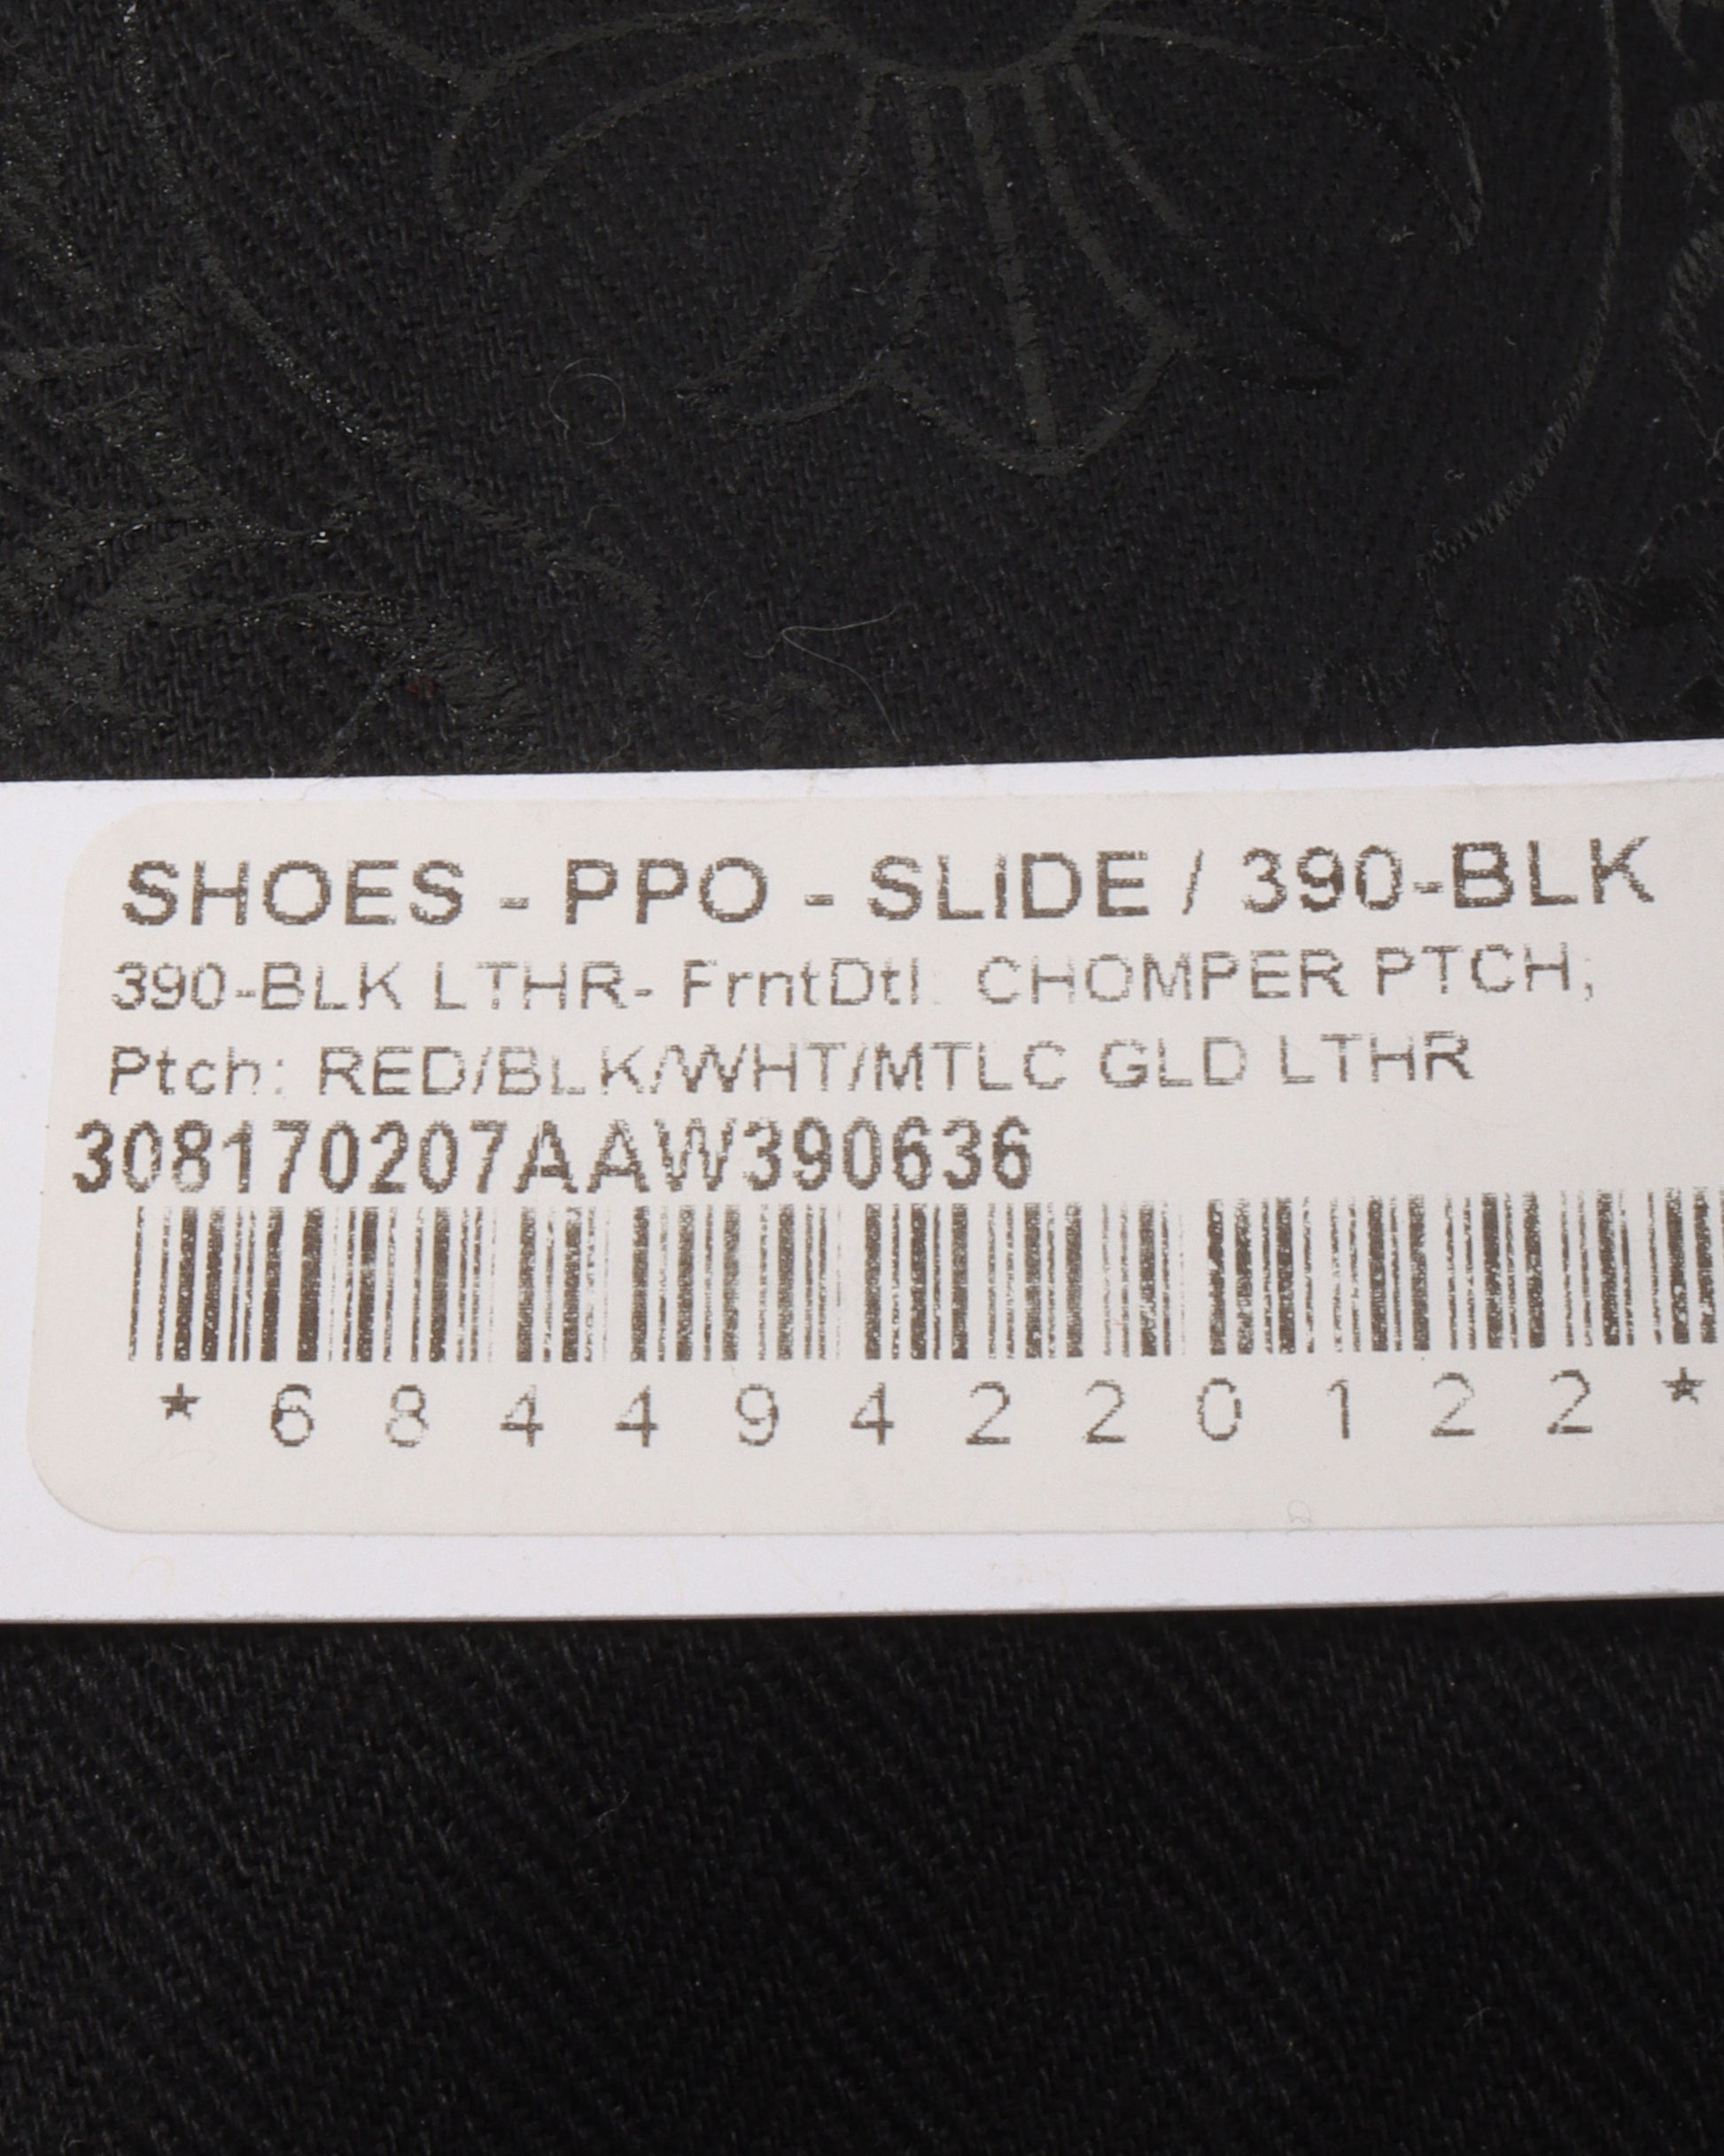 SHOES - PPO - SLIDE / 390-BLK
390-BLK LTHR- FrntDtl: CHOMPER PTCH;
Ptch: RED/BLK/WHT/MTLC GLD LTHR
308170207AAW390636
*684494220122*